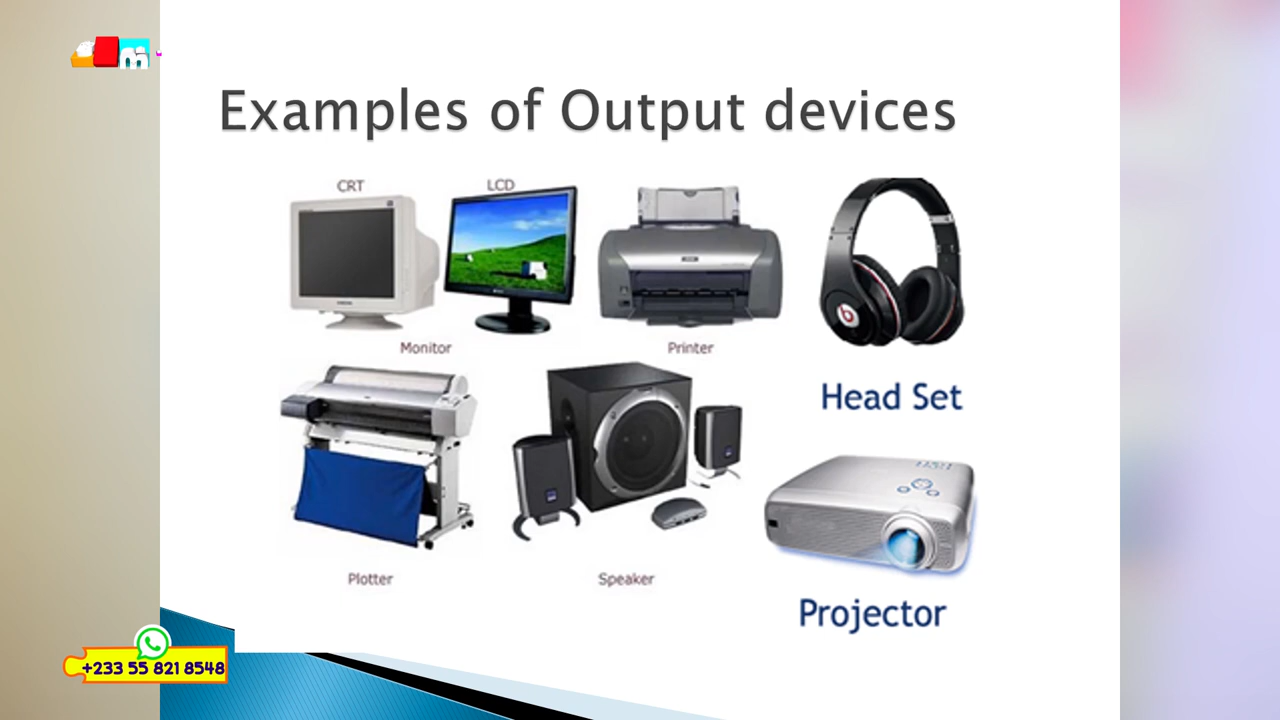 Examples of Output devices
CRT
LCD
Monitor
Printer
Head Set
Plotter
Speaker
Projector
+233 55 821 8548